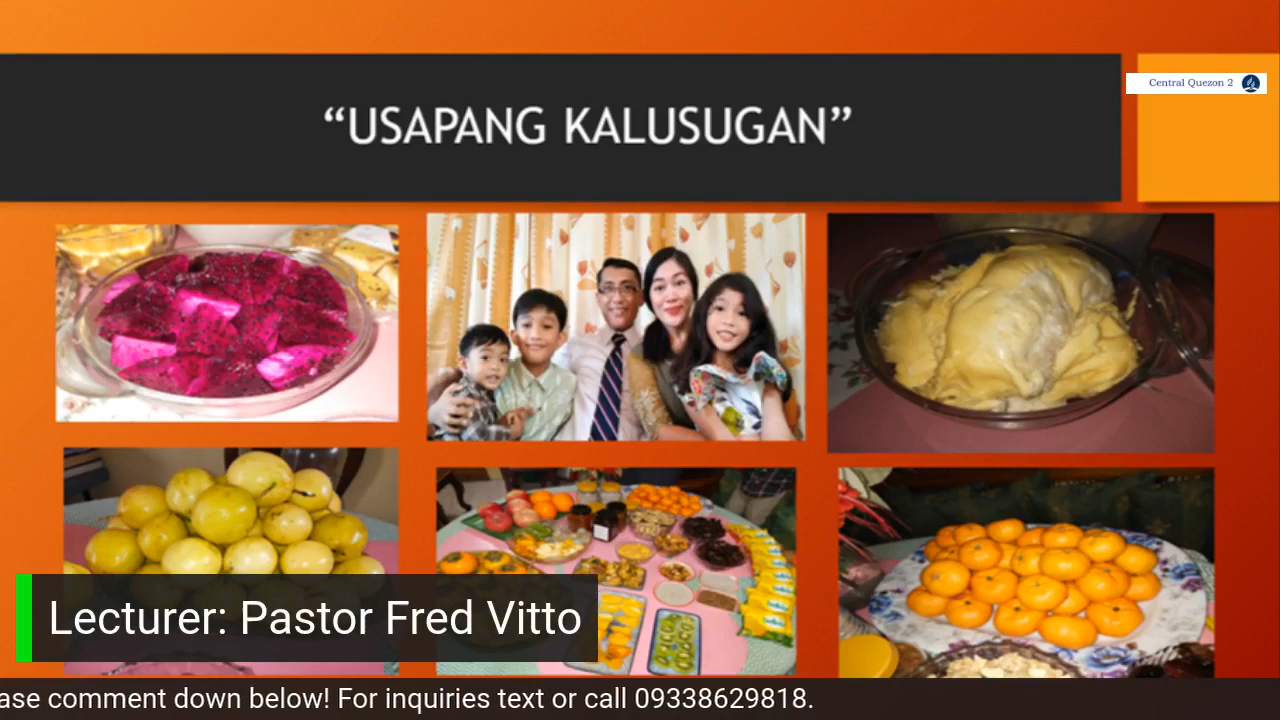 Central Quezon 2
“USAPANG KALUSUGAN”
Lecturer: Pastor Fred Vitto
ase comment down below! For inquiries text or call 09338629818.